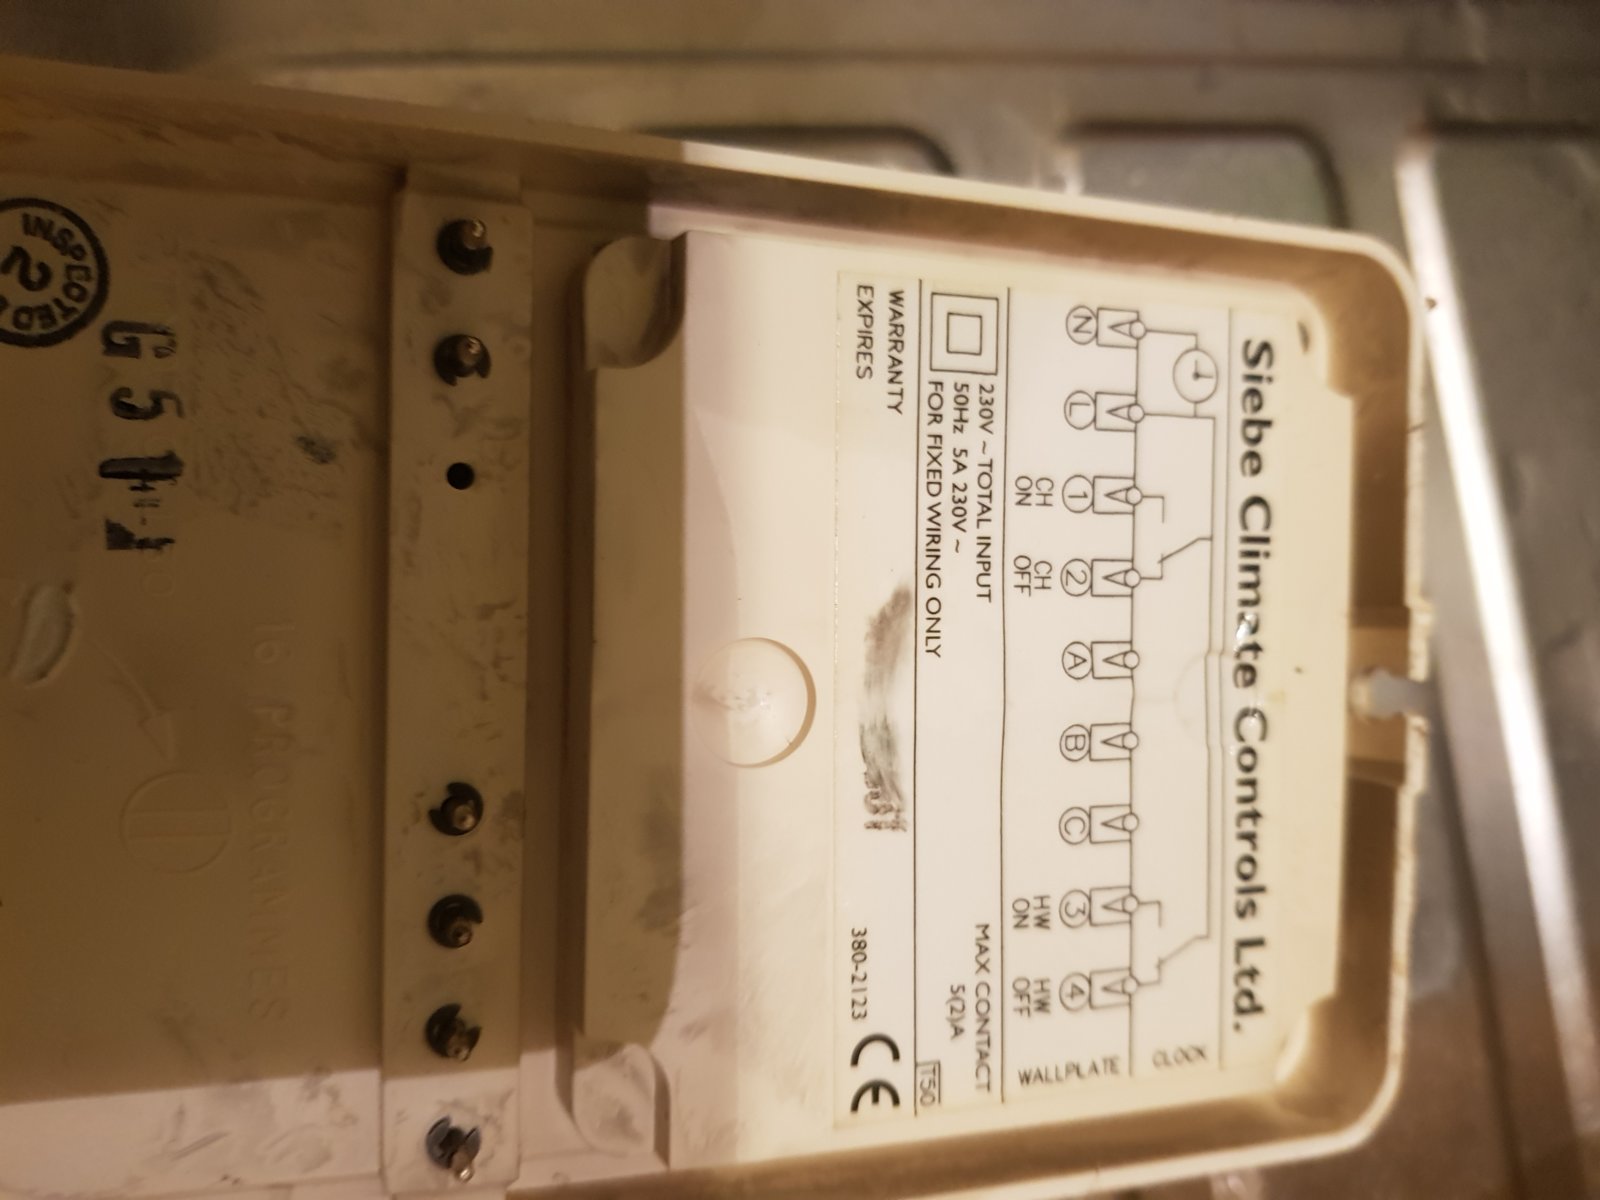 Siebe Climate Controls Ltd.
CLOCK
N L 1 2 A B C 3 4
CH ON
CH OFF
HW ON
HW OFF
WALLPLATE
230V ~ TOTAL INPUT
50Hz 5A 230V ~
FOR FIXED WIRING ONLY
MAX CONTACT
5(2)A
T50
WARRANTY
EXPIRES
380-2123
CE
16 PROGRAMMES
INSPECTED
2